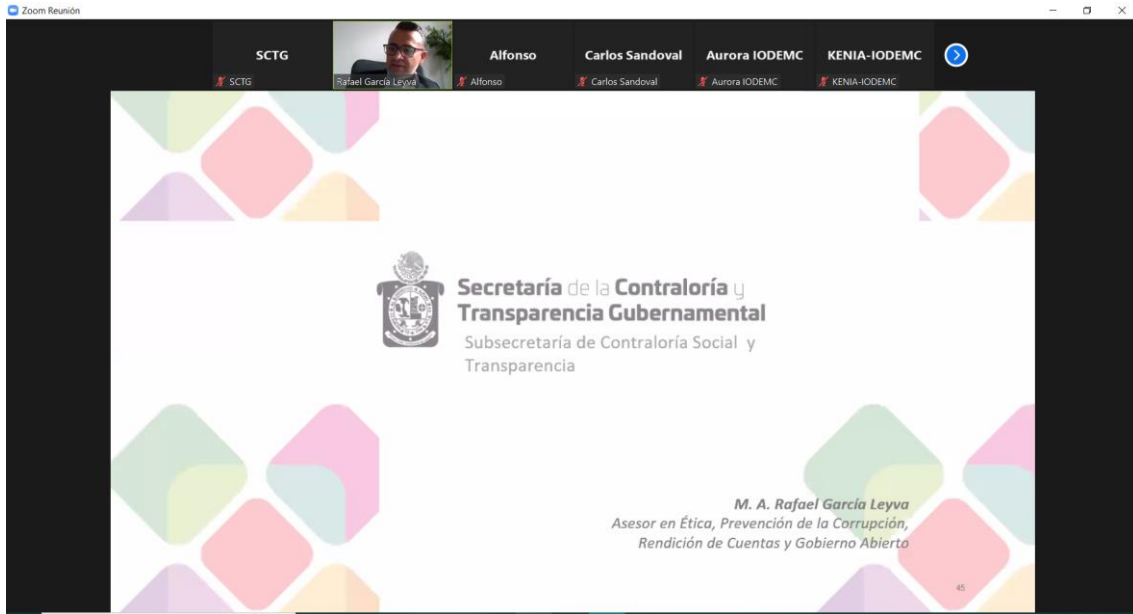 Zoom Reunión
SCTG
Alfonso
Carlos Sandoval
Aurora IODEMC
KENIA-IODEMC
SCTG
Rafael García Leyva
Alfonso
Carlos Sandoval
Aurora IODEMC
KENIA-IODEMC
Secretaría de la Contraloría y
Transparencia Gubernamental
Subsecretaría de Contraloría Social y
Transparencia
M. A. Rafael García Leyva
Asesor en Ética, Prevención de la Corrupción,
Rendición de Cuentas y Gobierno Abierto
45